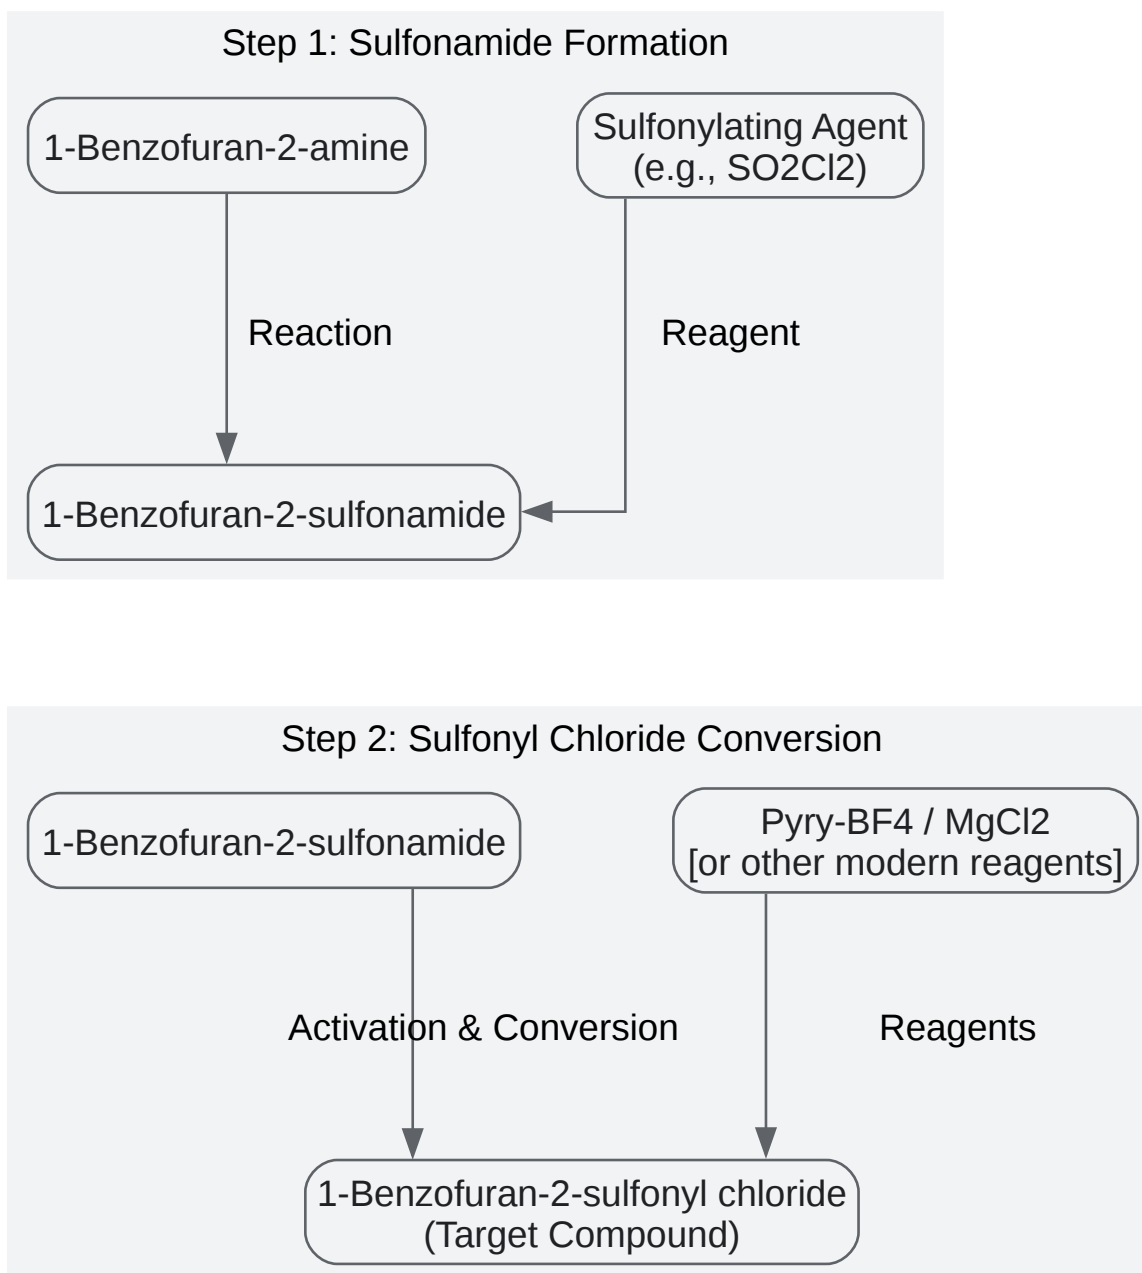 Step 1: Sulfonamide Formation
1-Benzofuran-2-amine
Sulfonylating Agent
(e.g., SO2Cl2)
Reaction
Reagent
1-Benzofuran-2-sulfonamide
Step 2: Sulfonyl Chloride Conversion
1-Benzofuran-2-sulfonamide
Pyry-BF4 / MgCl2
[or other modern reagents]
Activation & Conversion
Reagents
1-Benzofuran-2-sulfonyl chloride
(Target Compound)